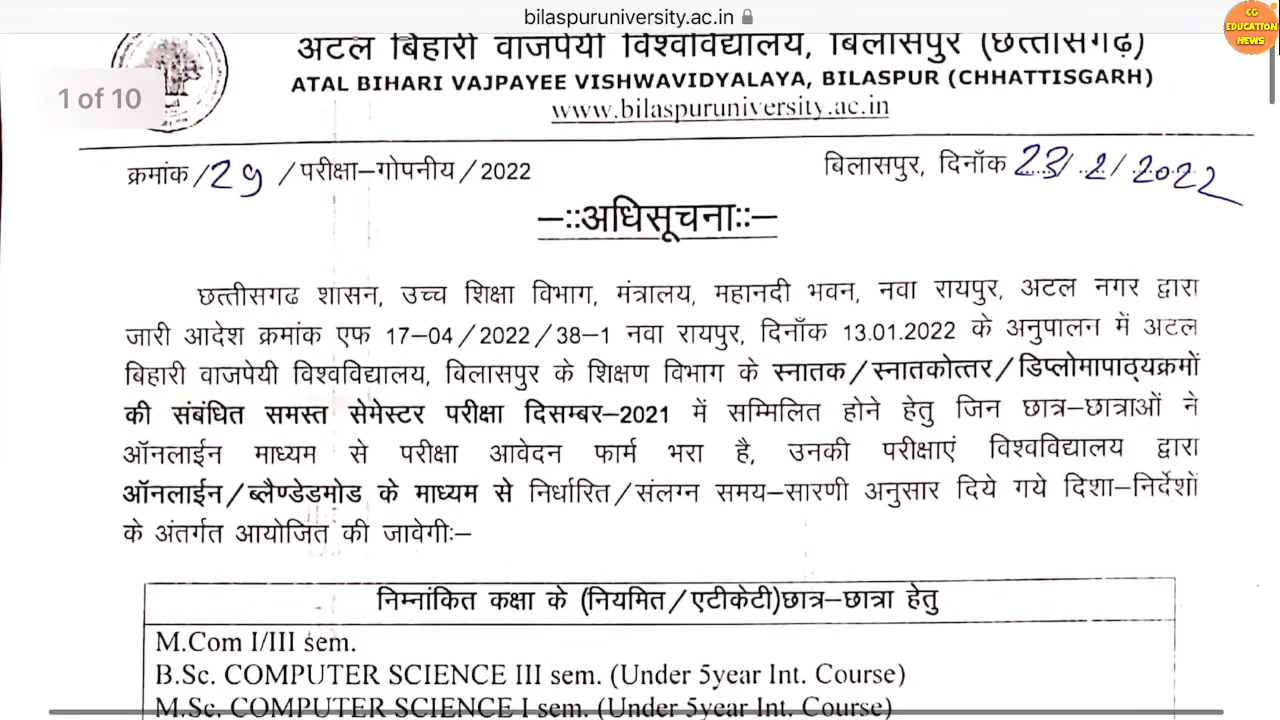 bilaspuruniversity.ac.in
CG
EDUCATION
NEWS
अटल बिहारी वाजपेयी विश्वविद्यालय, बिलासपुर (छत्तीसगढ़)
ATAL BIHARI VAJPAYEE VISHWAVIDYALAYA, BILASPUR (CHHATTISGARH)
1 of 10
www.bilaspuruniversity.ac.in
क्रमांक/29/परीक्षा-गोपनीय/2022 बिलासपुर, दिनाँक 23/2/2022
-::अधिसूचना::-
छत्तीसगढ शासन, उच्च शिक्षा विभाग, मंत्रालय, महानदी भवन, नवा रायपुर, अटल नगर द्वारा
जारी आदेश क्रमांक एफ 17-04/2022/38-1 नवा रायपुर, दिनाँक 13.01.2022 के अनुपालन में अटल
बिहारी वाजपेयी विश्वविद्यालय, बिलासपुर के शिक्षण विभाग के स्नातक/स्नातकोत्तर/डिप्लोमापाठ्यक्रमों
की संबंधित समस्त सेमेस्टर परीक्षा दिसम्बर-2021 में सम्मिलित होने हेतु जिन छात्र-छात्राओं ने
ऑनलाईन माध्यम से परीक्षा आवेदन फार्म भरा है, उनकी परीक्षाएं विश्वविद्यालय द्वारा
ऑनलाईन/ब्लैण्डेडमोड के माध्यम से निर्धारित/संलग्न समय-सारणी अनुसार दिये गये दिशा-निर्देशों
के अंतर्गत आयोजित की जावेगीः-
निम्नांकित कक्षा के (नियमित/एटीकेटी)छात्र-छात्रा हेतु
M.Com I/III sem.
B.Sc. COMPUTER SCIENCE III sem. (Under 5year Int. Course)
M.Sc. COMPUTER SCIENCE I sem. (Under 5year Int. Course)